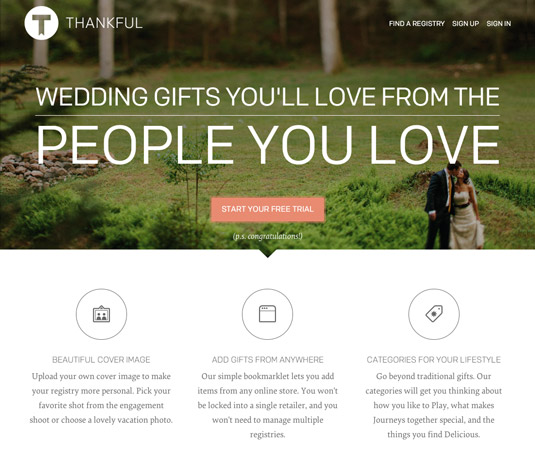 THANKFUL
FIND A REGISTRY SIGN UP SIGN IN
WEDDING GIFTS YOU'LL LOVE FROM THE
PEOPLE YOU LOVE
START YOUR FREE TRIAL
(p.s. congratulations!)
BEAUTIFUL COVER IMAGE
Upload your own cover image to make
your registry more personal. Pick your
favorite shot from the engagement
shoot or choose a lovely vacation photo.
ADD GIFTS FROM ANYWHERE
Our simple bookmarklet lets you add
items from any online store. You won't
be locked into a single retailer, and you
won't need to manage multiple
registries.
CATEGORIES FOR YOUR LIFESTYLE
Go beyond traditional gifts. Our
categories will get you thinking about
how you like to Play, what makes
Journeys together special, and the
things you find Delicious.